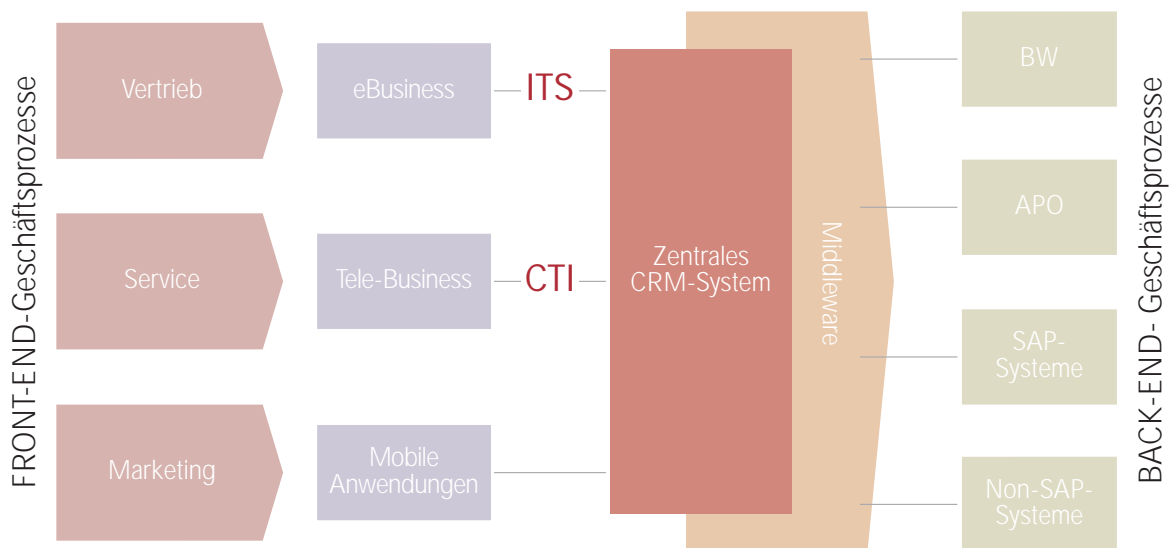 FRONT-END-Geschäftsprozesse
Vertrieb
eBusiness
ITS
Service
Tele-Business
CTI
Marketing
Mobile
Anwendungen
Zentrales
CRM-System
Middleware
BW
APO
SAP-
Systeme
Non-SAP-
Systeme
BACK-END- Geschäftsprozesse